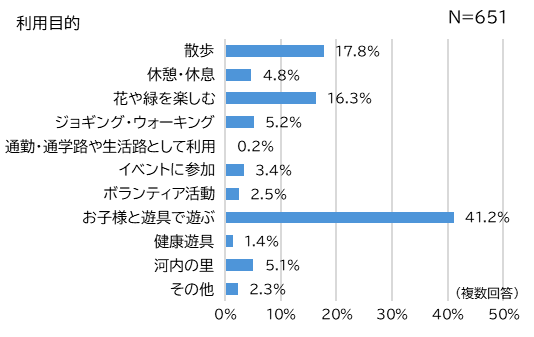 利用目的
N=651
散歩 17.8%
休憩・休息 4.8%
花や緑を楽しむ 16.3%
ジョギング・ウォーキング 5.2%
通勤・通学路や生活路として利用 0.2%
イベントに参加 3.4%
ボランティア活動 2.5%
お子様と遊具で遊ぶ 41.2%
健康遊具 1.4%
河内の里 5.1%
その他 2.3%
（複数回答）
0% 10% 20% 30% 40% 50%